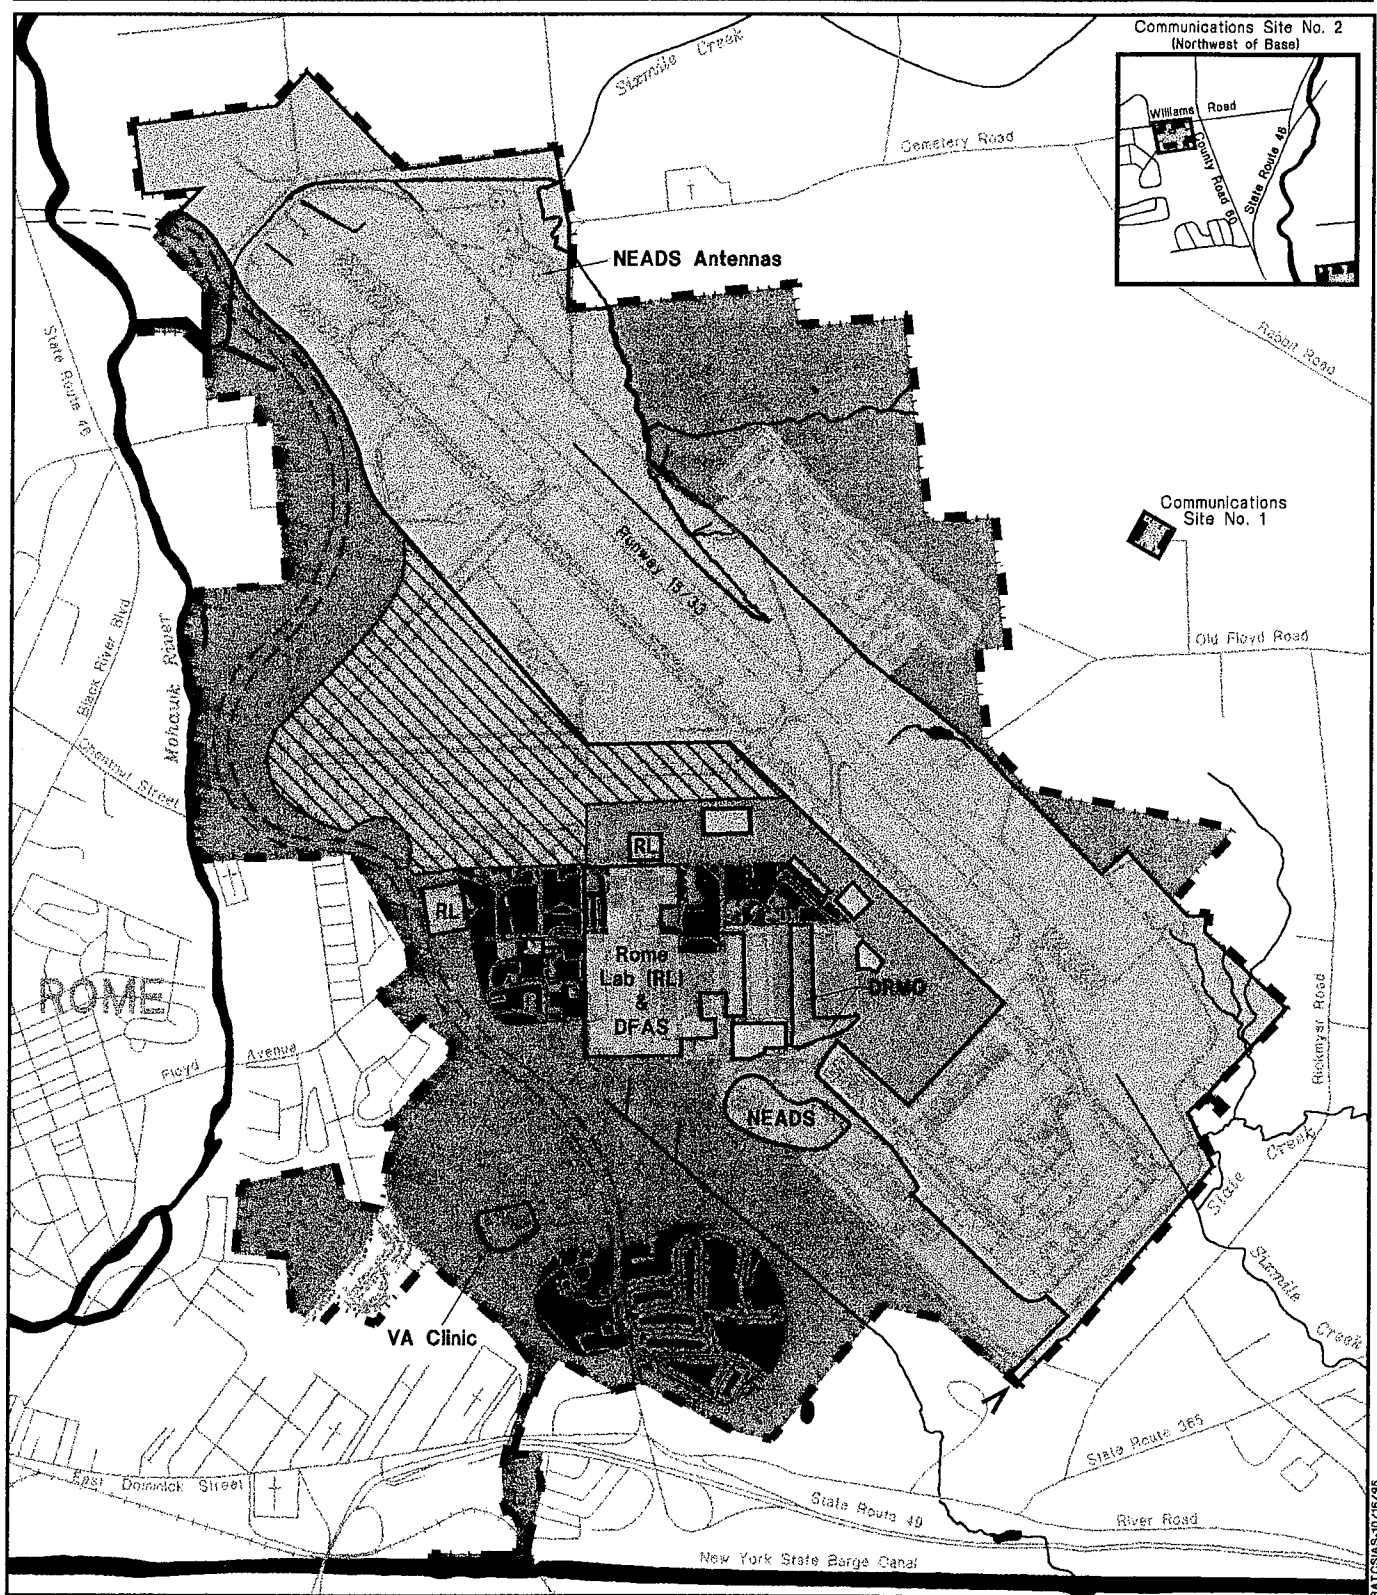 Communications Site No. 2
(Northwest of Base)
Williams Road
County Road 60
State Route 46
Sixmile Creek
Cemetery Road
NEADS Antennas
Rabbit Road
State Route 46
Communications
Site No. 1
Runway 15/33
Old Floyd Road
Black River Blvd
Mohawk River
Chestnut Street
RL
RL
Rome
Lab (RL)
&
DFAS
DRMO
ROME
Floyd Avenue
Rickmyer Road
NEADS
Slate Creek
Sixmile Creek
VA Clinic
State Route 365
East Dominick Street
State Route 49
River Road
New York State Barge Canal